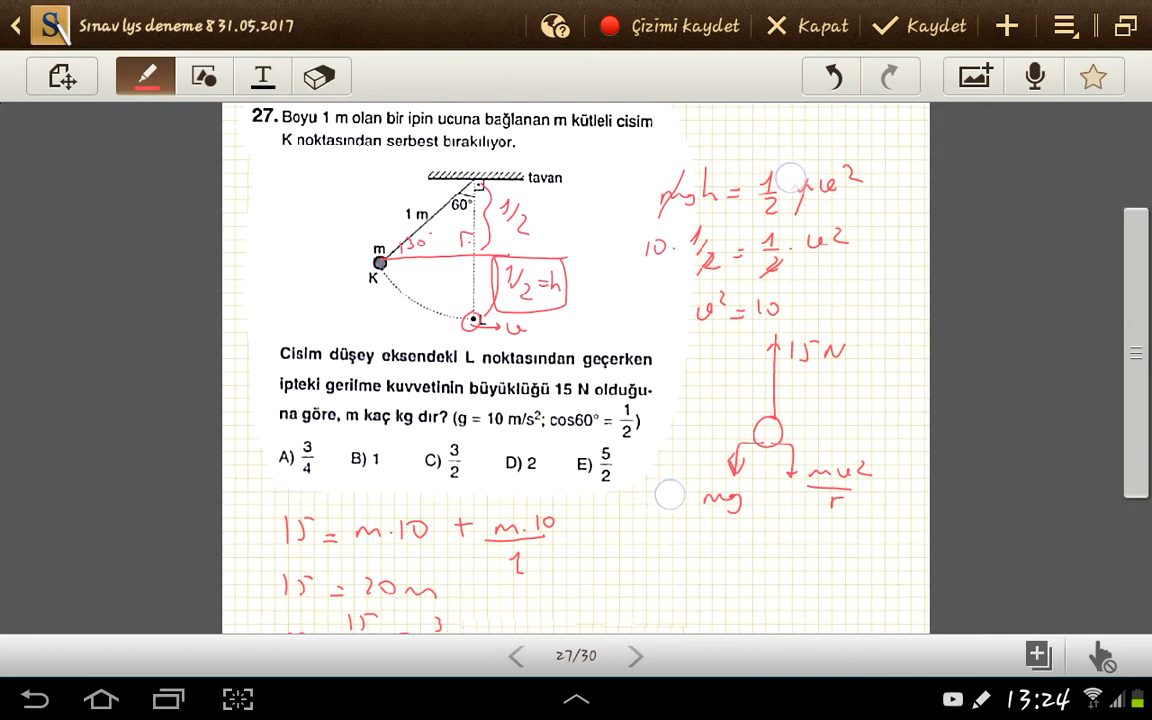 Sınav lys deneme 8 31.05.2017
Çizimi kaydet
Kapat
Kaydet
27. Boyu 1 m olan bir ipin ucuna bağlanan m kütleli cisim
K noktasından serbest bırakılıyor.
tavan
60°
1 m
1/2
30°
m
K
1/2 = h
L
v
Cisim düşey eksendeki L noktasından geçerken
ipteki gerilme kuvvetinin büyüklüğü 15 N olduğu-
na göre, m kaç kg dır? (g = 10 m/s²; cos60° = 1/2)
A) 3/4 B) 1 C) 3/2 D) 2 E) 5/2
mgh = 1/2 mv²
10 . 1/2 = 1/2 . v²
v² = 10
15 N
mg
mv²/r
15 = m.10 + m.10/1
15 = 20m
27/30
13:24